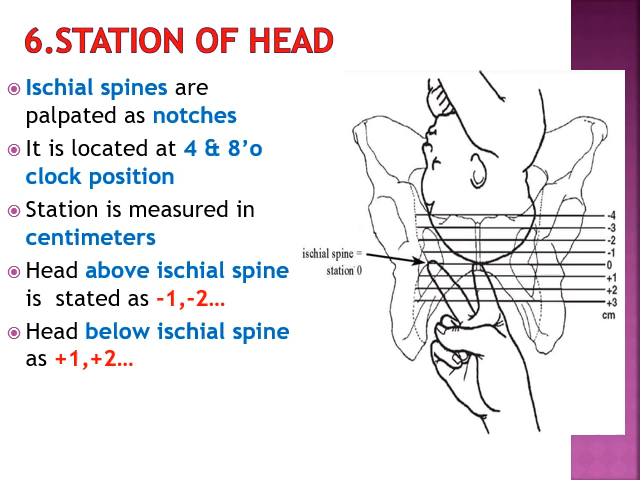 6.STATION OF HEAD
Ischial spines are
palpated as notches
It is located at 4 & 8’o
clock position
Station is measured in
centimeters
Head above ischial spine
is stated as -1,-2…
Head below ischial spine
as +1,+2…
ischial spine =
station 0
-4
-3
-2
-1
0
+1
+2
+3
cm